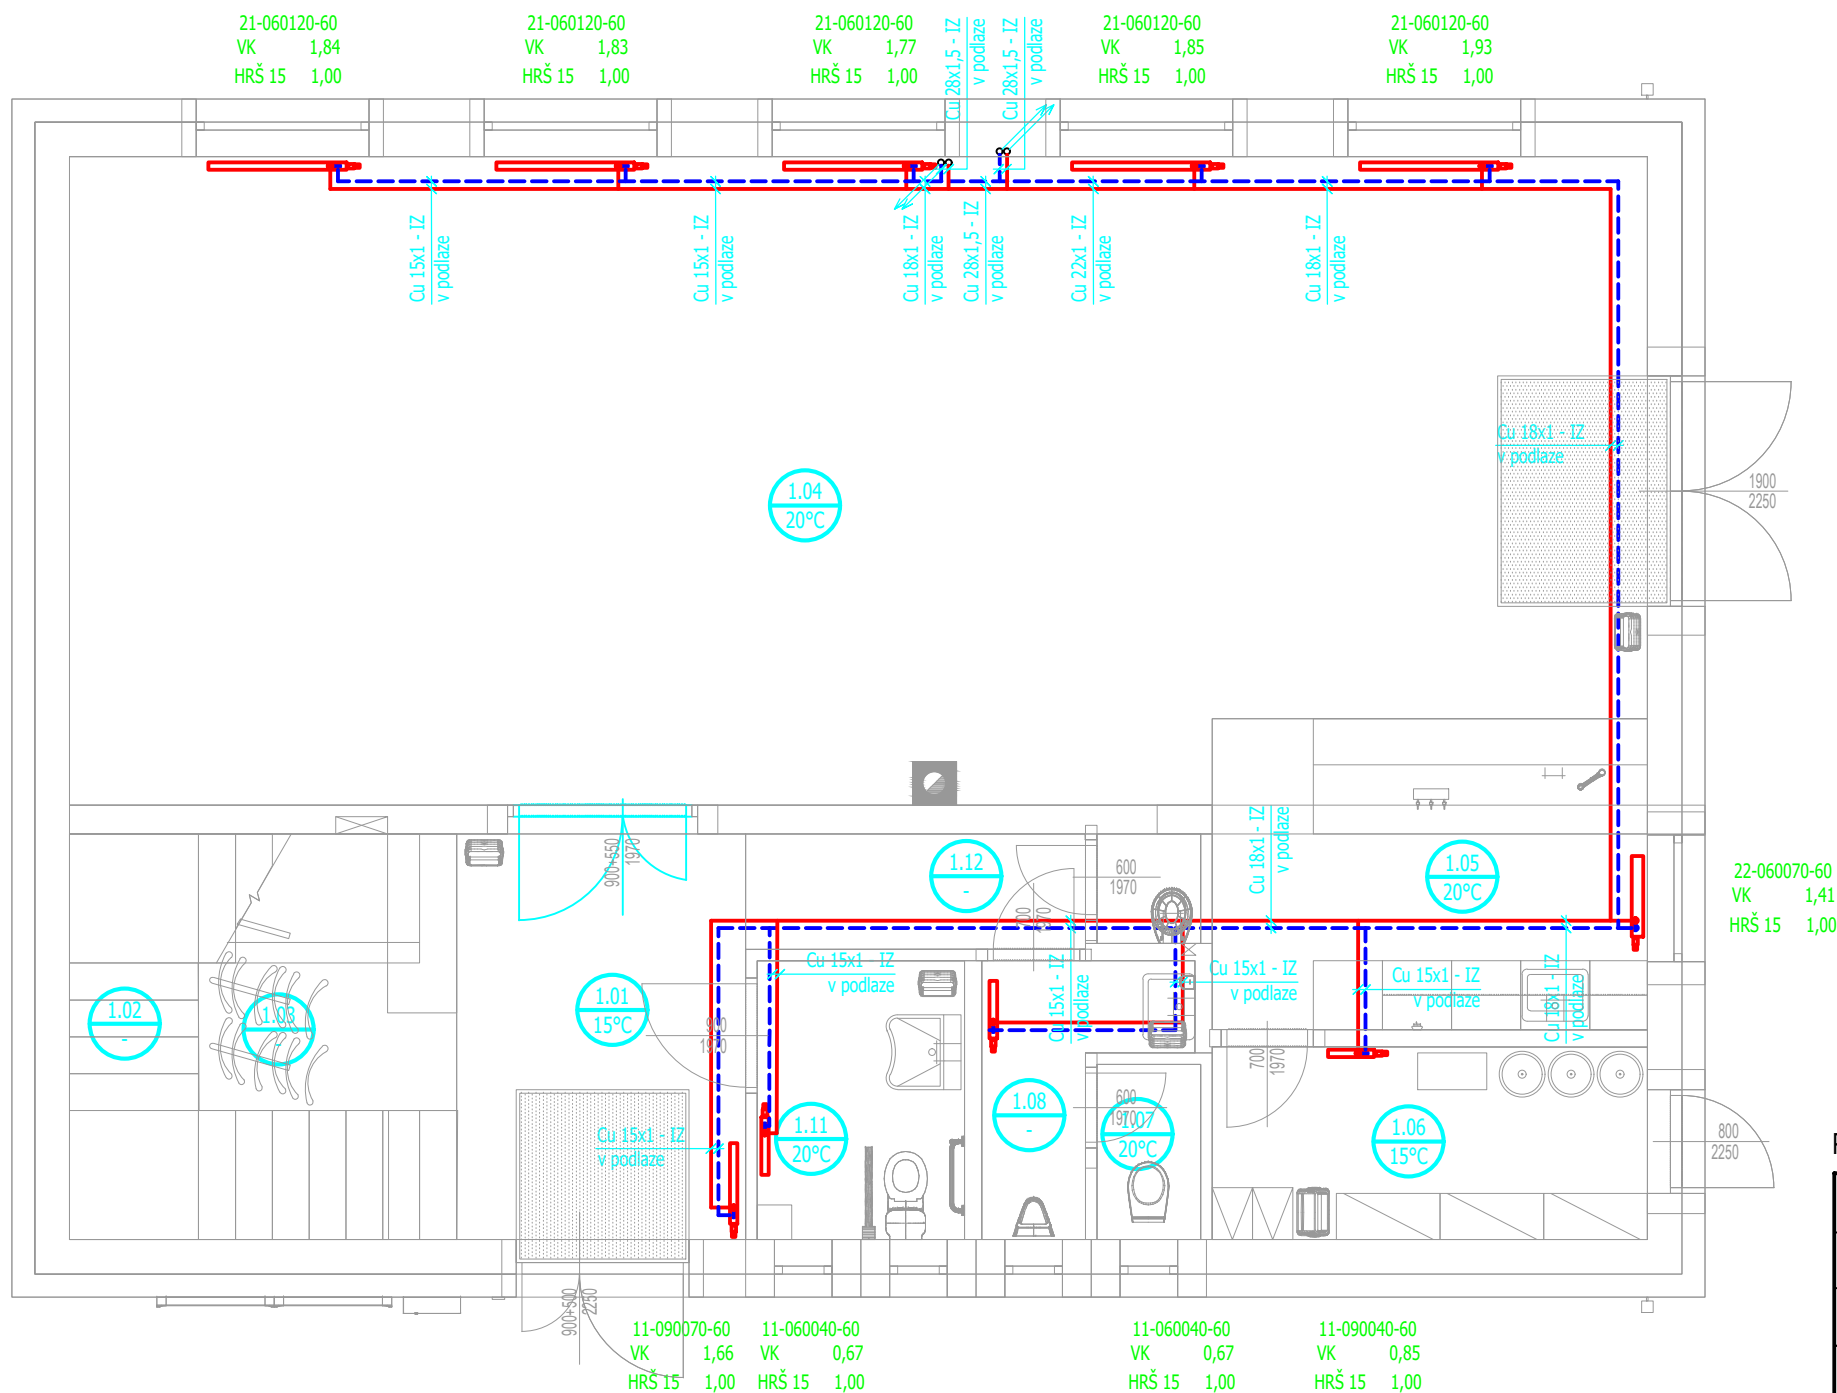 21-060120-60
VK 1,84
HRŠ 15 1,00
21-060120-60
VK 1,83
HRŠ 15 1,00
21-060120-60
VK 1,77
HRŠ 15 1,00
21-060120-60
VK 1,85
HRŠ 15 1,00
21-060120-60
VK 1,93
HRŠ 15 1,00
Cu 28x1,5 - IZ
v podlaze
Cu 28x1,5 - IZ
v podlaze
Cu 15x1 - IZ
v podlaze
Cu 15x1 - IZ
v podlaze
Cu 18x1 - IZ
v podlaze
Cu 28x1,5 - IZ
v podlaze
Cu 22x1 - IZ
v podlaze
Cu 18x1 - IZ
v podlaze
Cu 18x1 - IZ
v podlaze
1.04
20°C
1900
2250
900+550
1970
1.12
-
600
1970
700
1970
Cu 18x1 - IZ
v podlaze
1.05
20°C
22-060070-60
VK 1,41
HRŠ 15 1,00
Cu 15x1 - IZ
v podlaze
Cu 15x1 - IZ
v podlaze
Cu 15x1 - IZ
v podlaze
Cu 15x1 - IZ
v podlaze
Cu 18x1 - IZ
v podlaze
1.02
-
1.03
-
1.01
15°C
900
1970
700
1970
1.08
-
600
1970
1.07
20°C
1.11
20°C
1.06
15°C
Cu 15x1 - IZ
v podlaze
800
2250
900+500
2250
11-090070-60
VK 1,66
HRŠ 15 1,00
11-060040-60
VK 0,67
HRŠ 15 1,00
11-060040-60
VK 0,67
HRŠ 15 1,00
11-090040-60
VK 0,85
HRŠ 15 1,00